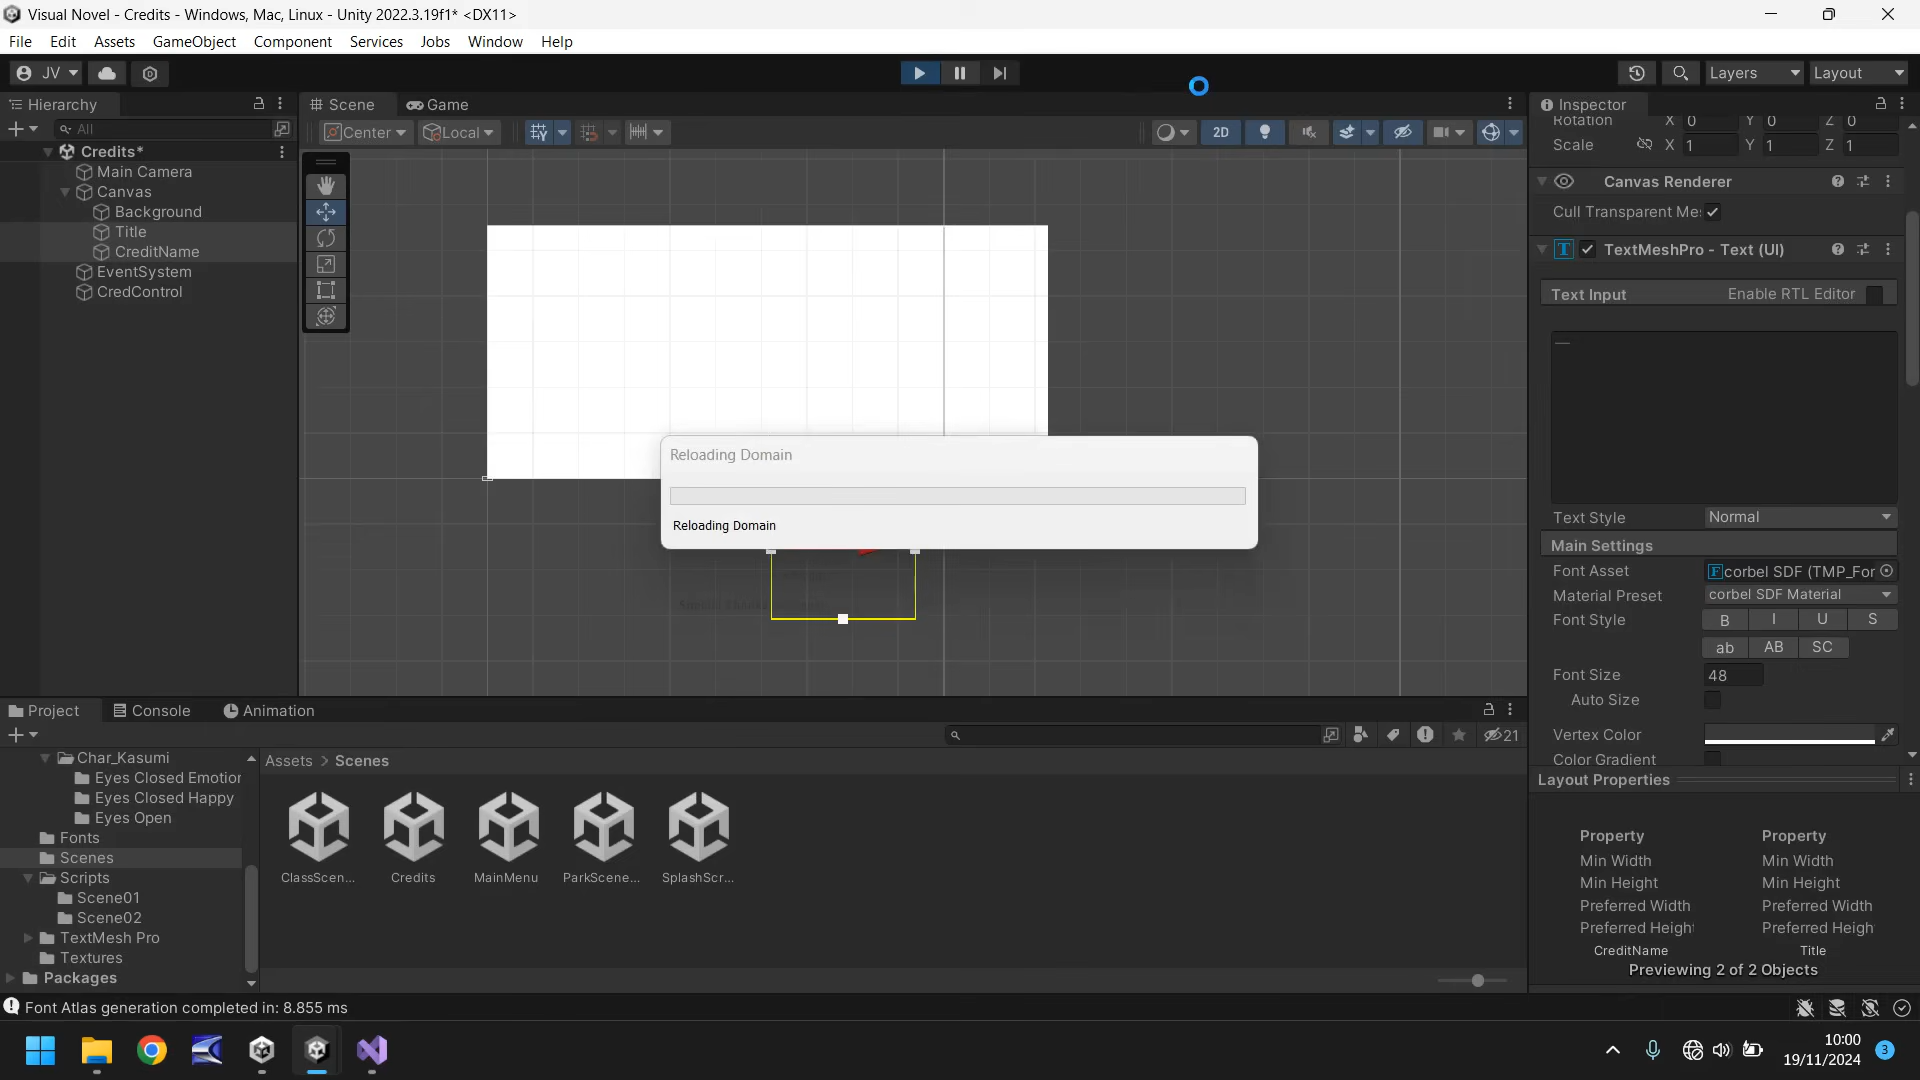 Visual Novel - Credits - Windows, Mac, Linux - Unity 2022.3.19f1* <DX11>
File Edit Assets GameObject Component Services Jobs Window Help
JV Layers Layout
Hierarchy
All
Credits*
Main Camera
Canvas
Background
Title
CreditName
EventSystem
CredControl
Scene Game
Center Local 2D
Reloading Domain
Reloading Domain
Inspector
Rotation X 0 Y 0 Z 0
Scale X 1 Y 1 Z 1
Canvas Renderer
Cull Transparent Me:
TextMeshPro - Text (UI)
Text Input Enable RTL Editor
—
Text Style Normal
Main Settings
Font Asset corbel SDF (TMP_For
Material Preset corbel SDF Material
Font Style B I U S
ab AB SC
Font Size 48
Auto Size
Vertex Color
Color Gradient
Layout Properties
Property Property
Min Width Min Width
Min Height Min Height
Preferred Width Preferred Width
Preferred Heigh Preferred Heigh
CreditName Title
Previewing 2 of 2 Objects
Project Console Animation
21
Char_Kasumi
Eyes Closed Emotior
Eyes Closed Happy
Eyes Open
Fonts
Scenes
Scripts
Scene01
Scene02
TextMesh Pro
Textures
Packages
Assets > Scenes
ClassScen... Credits MainMenu ParkScene... SplashScr...
Font Atlas generation completed in: 8.855 ms
10:00
19/11/2024
3